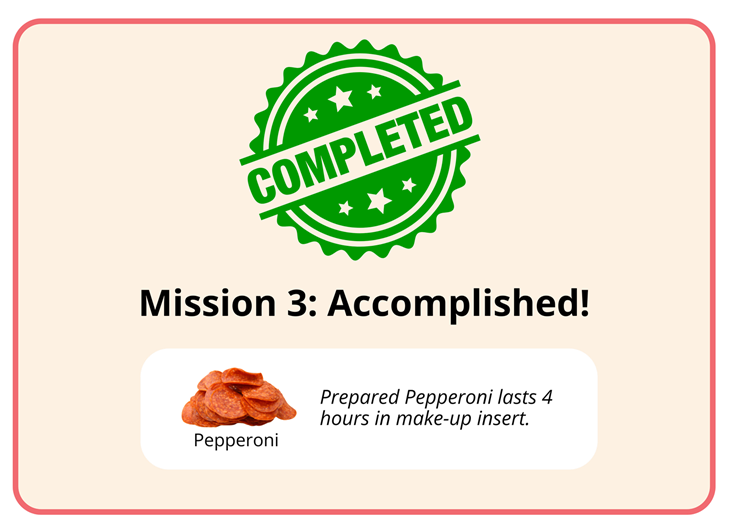 COMPLETED
Mission 3: Accomplished!
Prepared Pepperoni lasts 4
hours in make-up insert.
Pepperoni